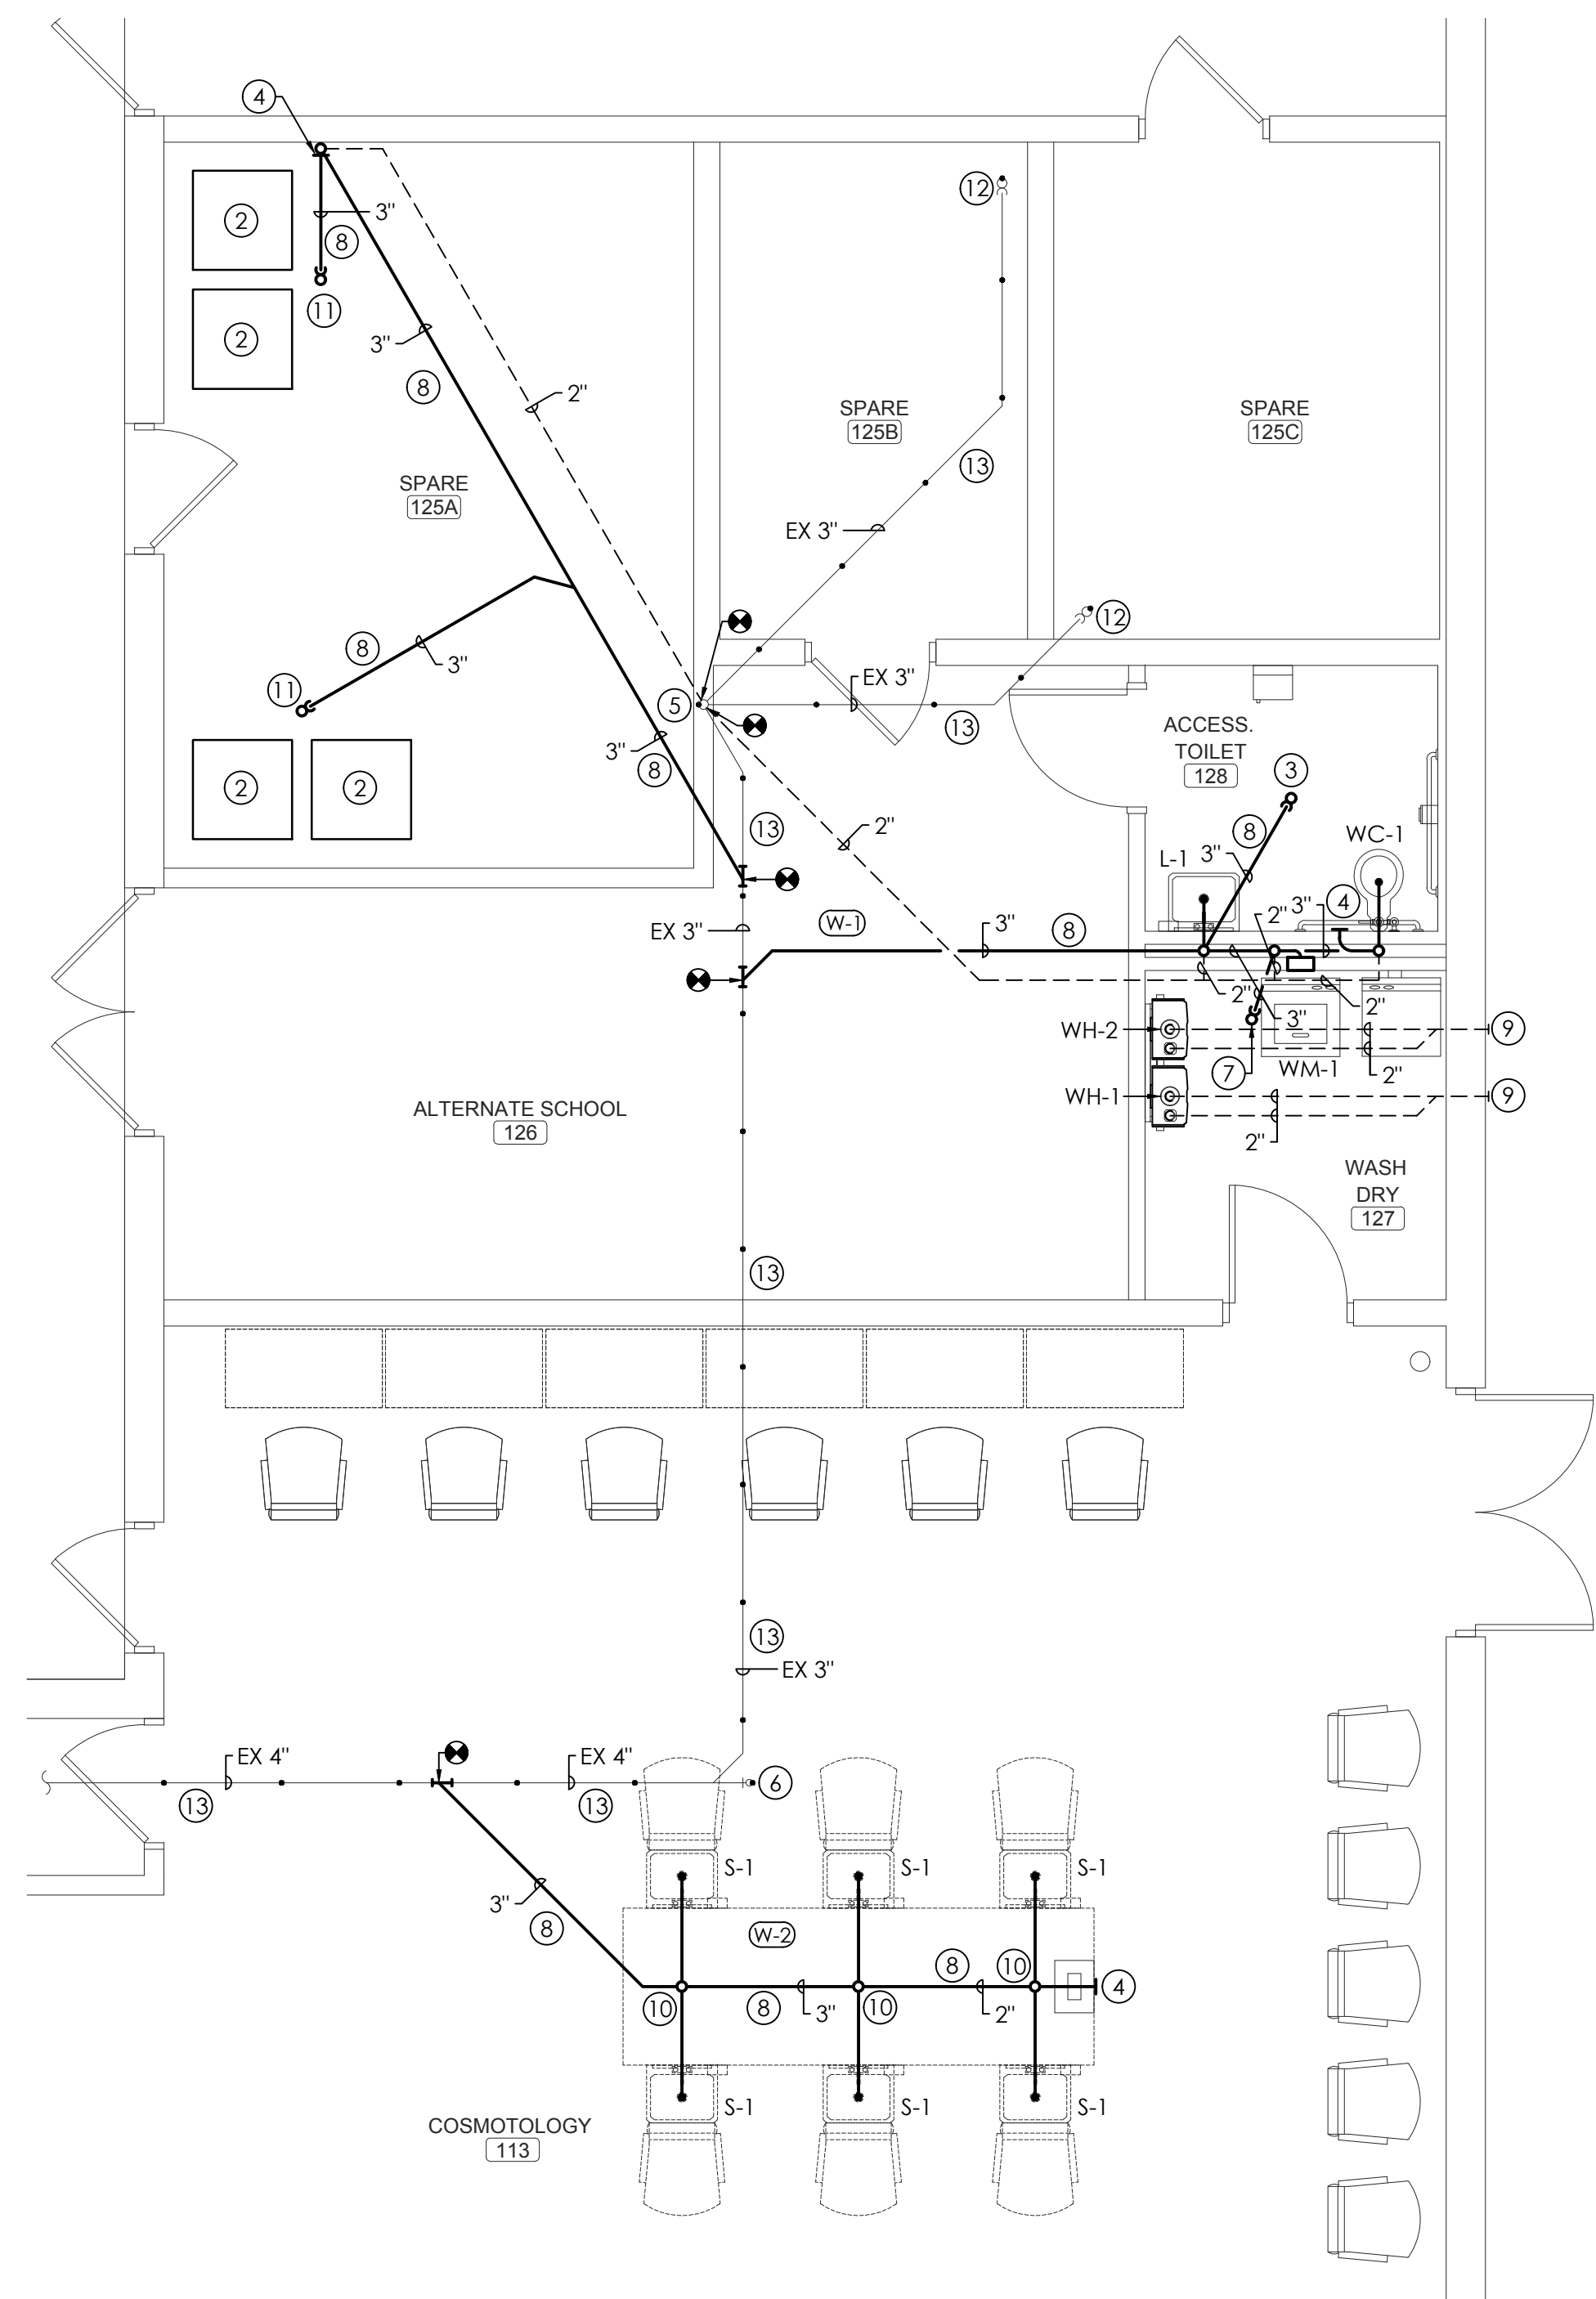 4
12
2
3"
8
11
2
3"
8
2"
SPARE
125B
SPARE
125C
13
SPARE
125A
EX 3"
12
8
3"
11
EX 3"
5
13
3"
8
ACCESS.
TOILET
128
3
2
2
13
2"
8
WC-1
L-1
3"
4
W-1
EX 3"
3"
8
2"
3"
2"
2"
3"
WH-2
9
7
WM-1
2"
WH-1
9
ALTERNATE SCHOOL
126
2"
WASH
DRY
127
13
13
EX 3"
EX 4"
EX 4"
13
13
6
S-1
S-1
S-1
3"
8
W-2
8
10
10
8
3"
10
2"
4
S-1
S-1
S-1
COSMOTOLOGY
113